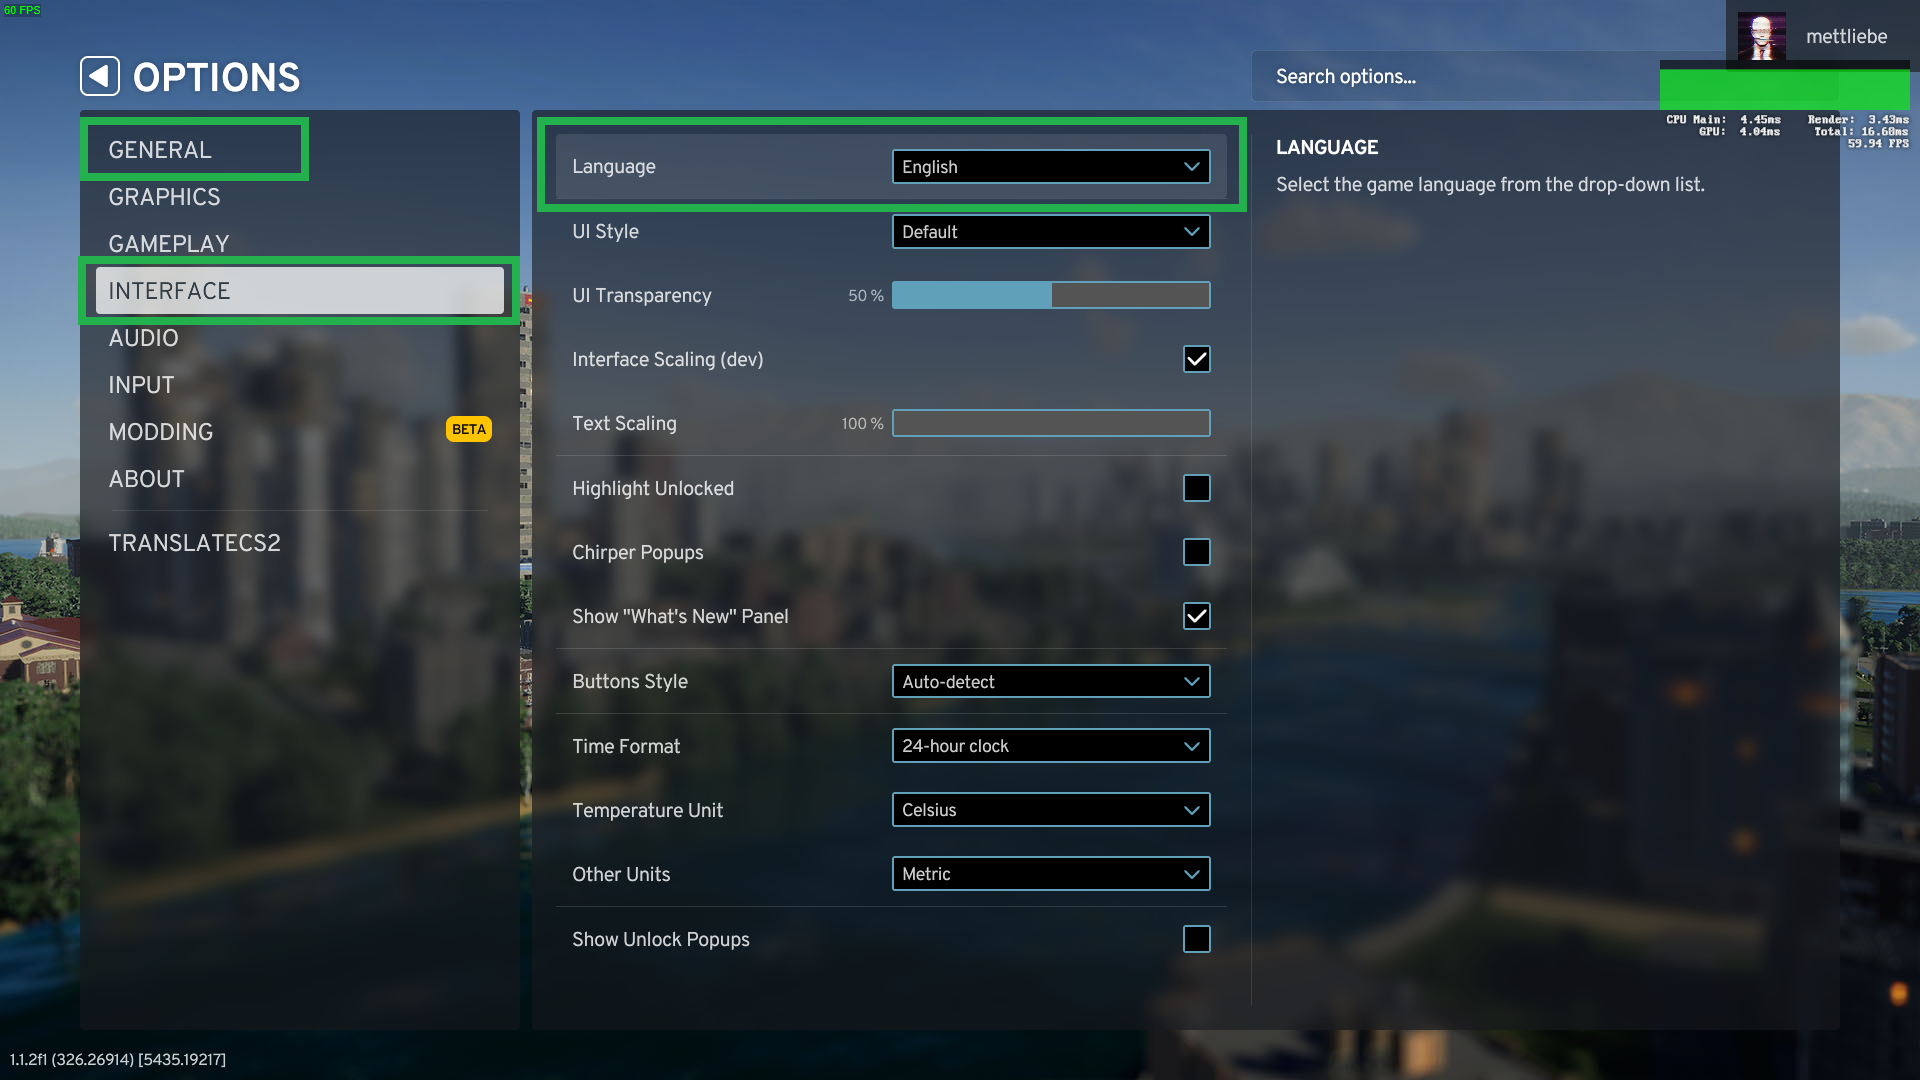 60 FPS
mettliebe
OPTIONS
Search options...
CPU Main: 4.45ms Render: 3.43ms
GPU: 4.04ms Total: 16.68ms
59.94 FPS
GENERAL
GRAPHICS
GAMEPLAY
INTERFACE
AUDIO
INPUT
MODDING BETA
ABOUT
TRANSLATECS2
Language English
UI Style Default
UI Transparency 50 %
Interface Scaling (dev)
Text Scaling 100 %
Highlight Unlocked
Chirper Popups
Show "What's New" Panel
Buttons Style Auto-detect
Time Format 24-hour clock
Temperature Unit Celsius
Other Units Metric
Show Unlock Popups
LANGUAGE
Select the game language from the drop-down list.
1.1.2f1 (326.26914) [5435.19217]